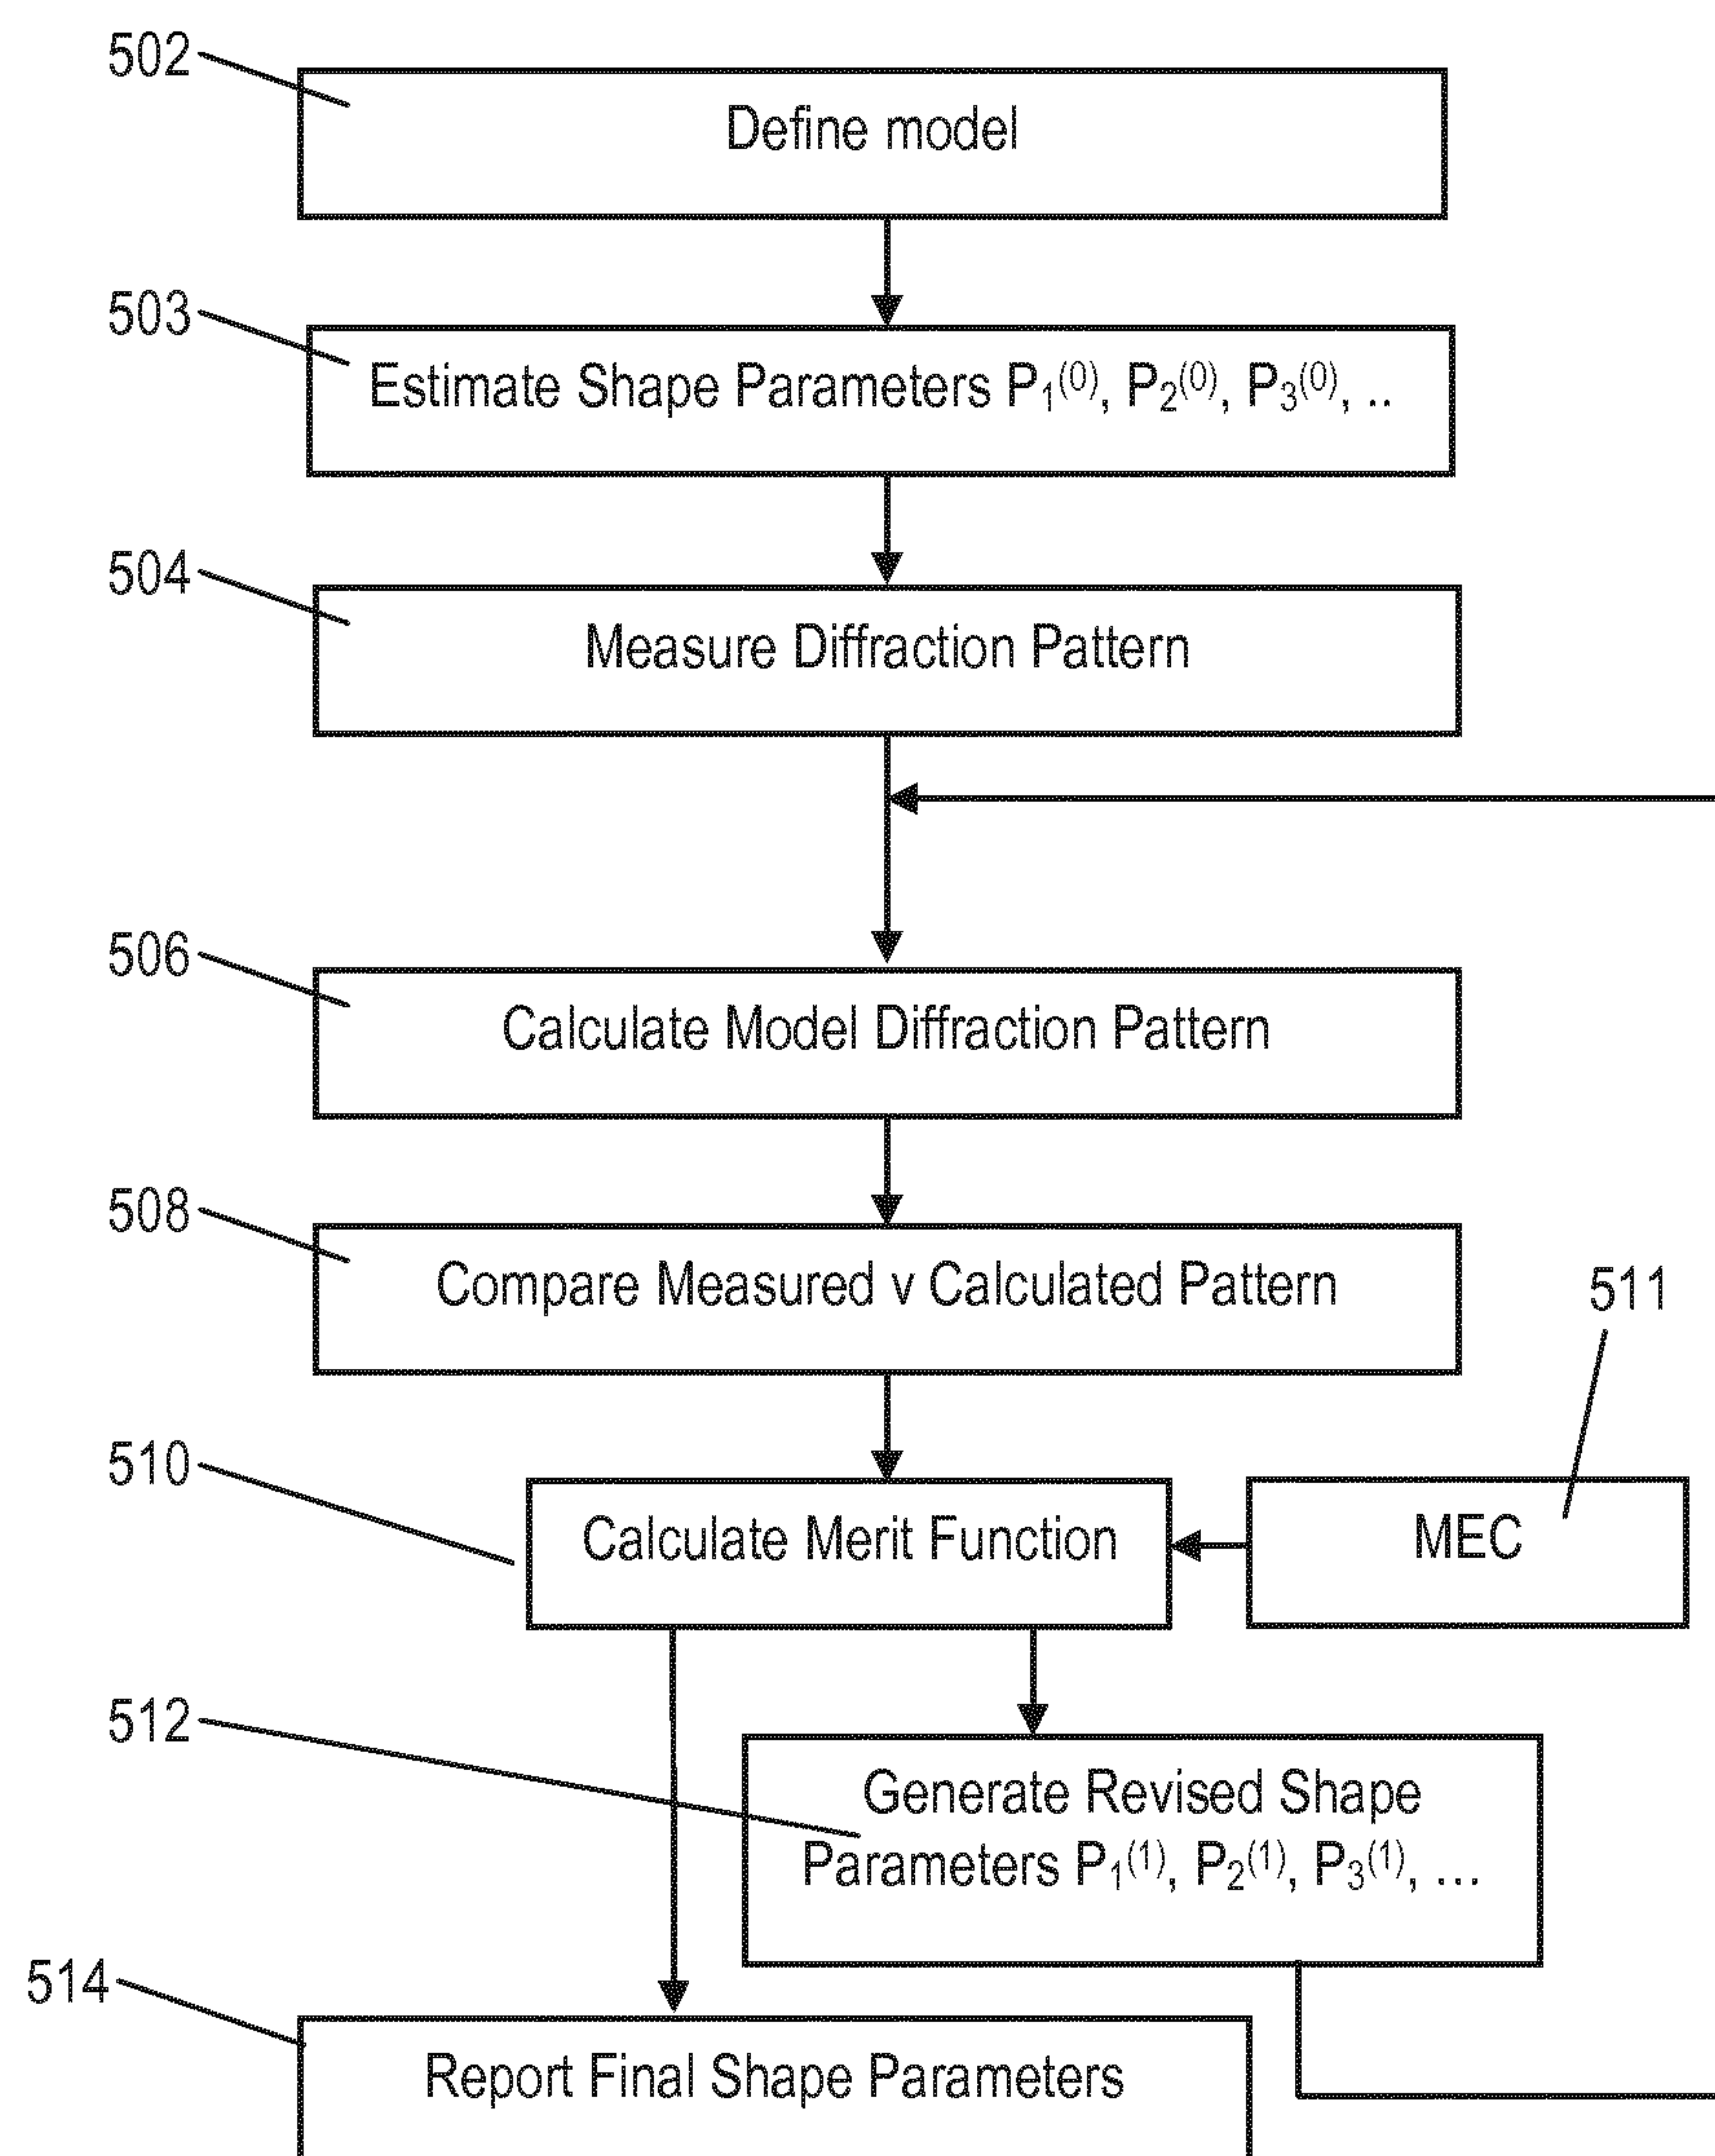 502
Define model
503
Estimate Shape Parameters P₁⁽⁰⁾, P₂⁽⁰⁾, P₃⁽⁰⁾, ..
504
Measure Diffraction Pattern
506
Calculate Model Diffraction Pattern
508
Compare Measured v Calculated Pattern
511
510
Calculate Merit Function
MEC
512
Generate Revised Shape
Parameters P₁⁽¹⁾, P₂⁽¹⁾, P₃⁽¹⁾, ...
514
Report Final Shape Parameters